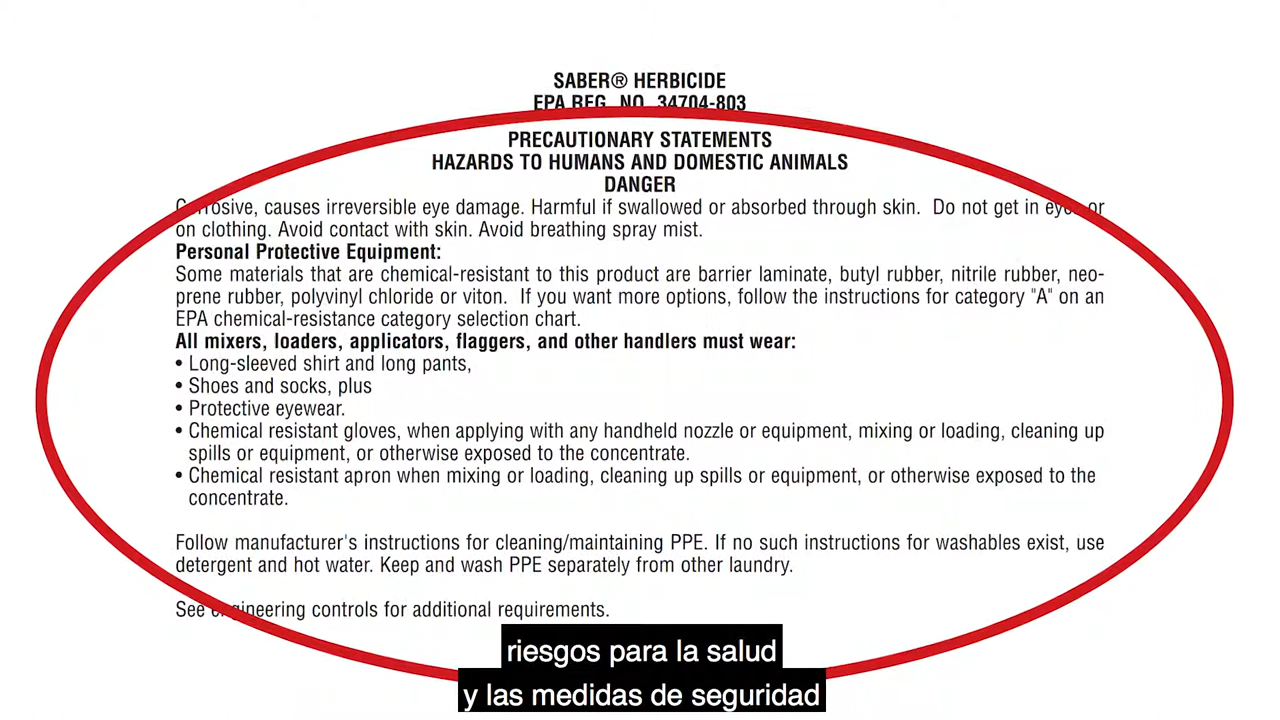 SABER® HERBICIDE
EPA REG. NO. 34704-803
PRECAUTIONARY STATEMENTS
HAZARDS TO HUMANS AND DOMESTIC ANIMALS
DANGER
Corrosive, causes irreversible eye damage. Harmful if swallowed or absorbed through skin. Do not get in eyes or
on clothing. Avoid contact with skin. Avoid breathing spray mist.
Personal Protective Equipment:
Some materials that are chemical-resistant to this product are barrier laminate, butyl rubber, nitrile rubber, neo-
prene rubber, polyvinyl chloride or viton. If you want more options, follow the instructions for category "A" on an
EPA chemical-resistance category selection chart.
All mixers, loaders, applicators, flaggers, and other handlers must wear:
• Long-sleeved shirt and long pants,
• Shoes and socks, plus
• Protective eyewear.
• Chemical resistant gloves, when applying with any handheld nozzle or equipment, mixing or loading, cleaning up
spills or equipment, or otherwise exposed to the concentrate.
• Chemical resistant apron when mixing or loading, cleaning up spills or equipment, or otherwise exposed to the
concentrate.
Follow manufacturer's instructions for cleaning/maintaining PPE. If no such instructions for washables exist, use
detergent and hot water. Keep and wash PPE separately from other laundry.
See engineering controls for additional requirements.
riesgos para la salud
y las medidas de seguridad